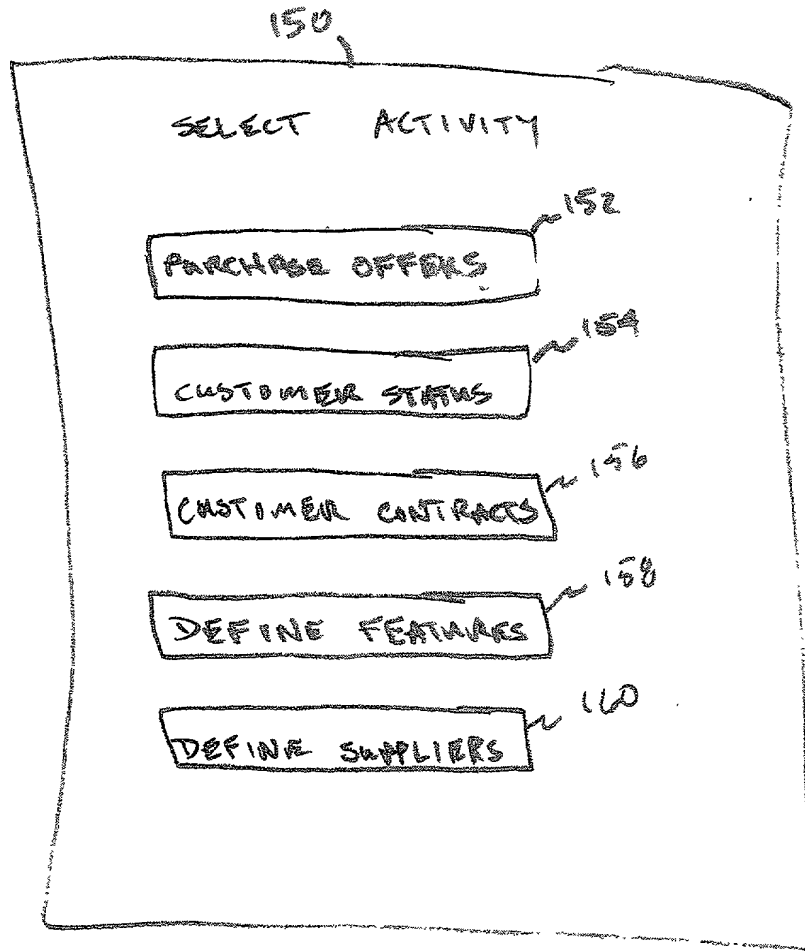 150
SELECT ACTIVITY
152
PURCHASE OFFERS
154
CUSTOMER STATUS
156
CUSTOMER CONTRACTS
158
DEFINE FEATURES
160
DEFINE SUPPLIERS